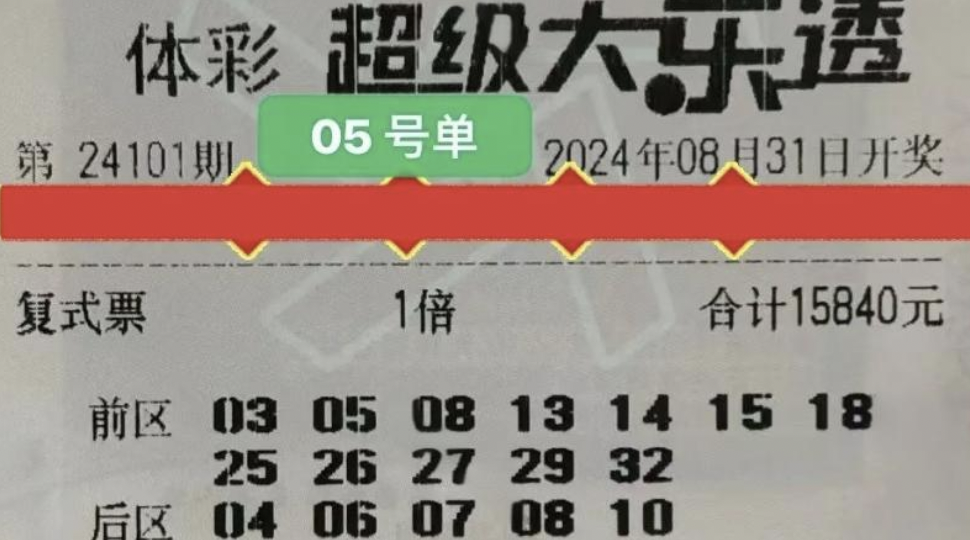 体彩 超级大乐透
05 号单
第 24101期 2024年08月31日开奖
复式票 1倍 合计15840元
前区 03 05 08 13 14 15 18
25 26 27 29 32
后区 04 06 07 08 10